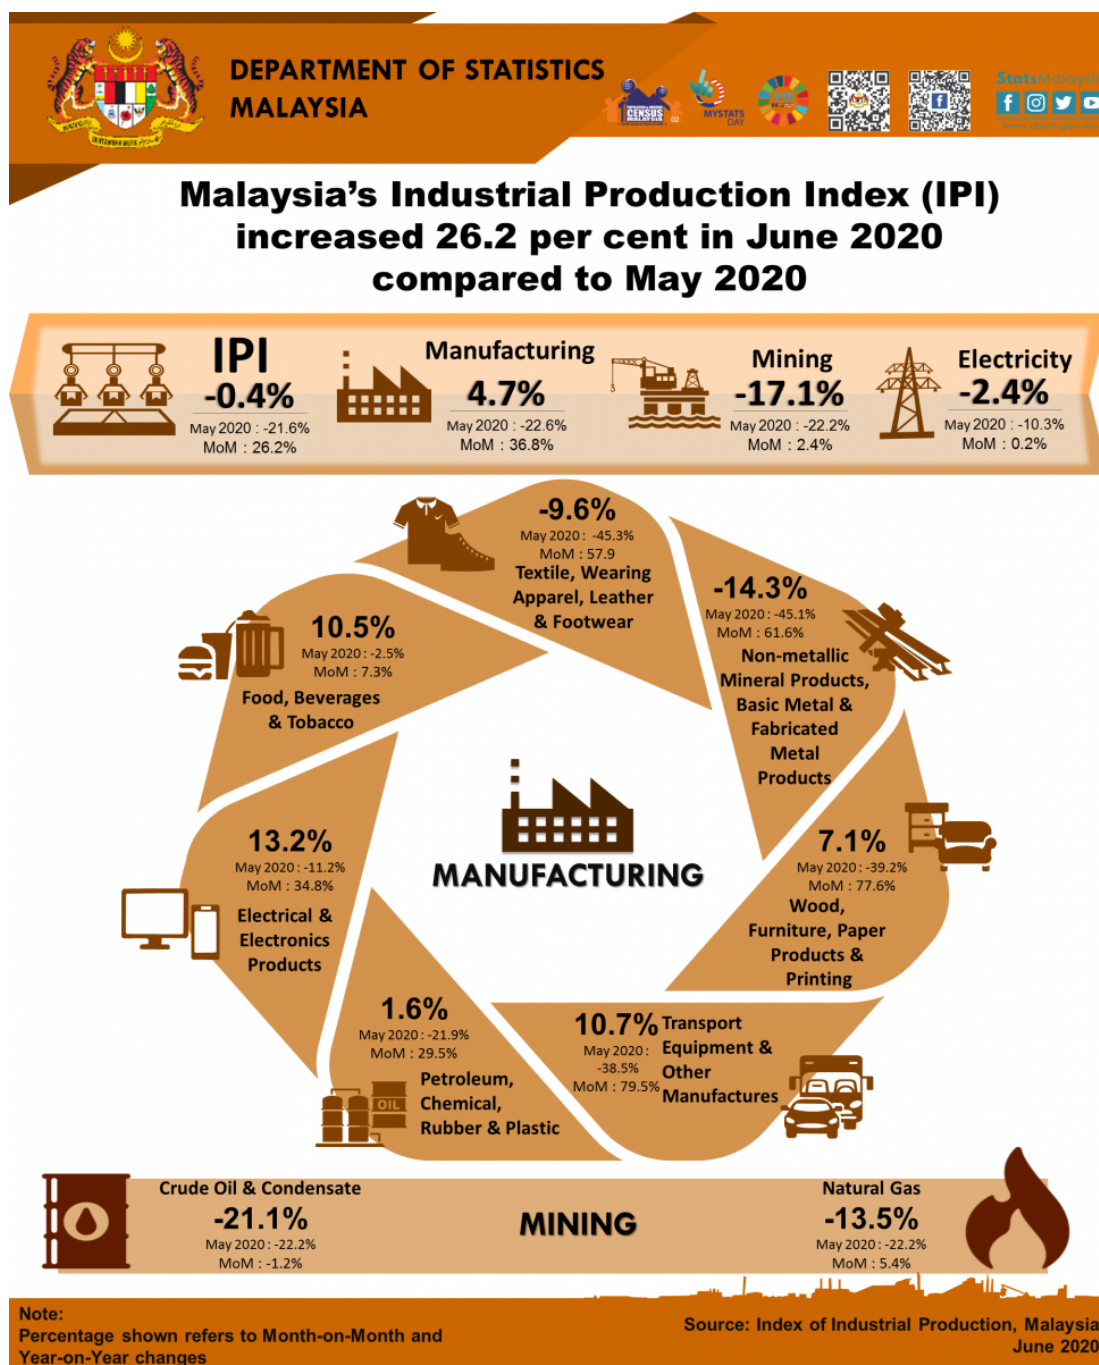 DEPARTMENT OF STATISTICS
MALAYSIA
CENSUS
MALAYSIA
MYSTATS
DAY
StatsMalaysia
Malaysia's Industrial Production Index (IPI)
increased 26.2 per cent in June 2020
compared to May 2020
IPI
-0.4%
May 2020 : -21.6%
MoM : 26.2%
Manufacturing
4.7%
May 2020 : -22.6%
MoM : 36.8%
Mining
-17.1%
May 2020 : -22.2%
MoM : 2.4%
Electricity
-2.4%
May 2020 : -10.3%
MoM : 0.2%
-9.6%
May 2020 : -45.3%
MoM : 57.9
Textile, Wearing
Apparel, Leather
& Footwear
-14.3%
May 2020 : -45.1%
MoM : 61.6%
Non-metallic
Mineral Products,
Basic Metal &
Fabricated
Metal
Products
10.5%
May 2020 : -2.5%
MoM : 7.3%
Food, Beverages
& Tobacco
7.1%
May 2020 : -39.2%
MoM : 77.6%
Wood,
Furniture, Paper
Products &
Printing
MANUFACTURING
13.2%
May 2020 : -11.2%
MoM : 34.8%
Electrical &
Electronics
Products
1.6%
May 2020 : -21.9%
MoM : 29.5%
Petroleum,
Chemical,
Rubber & Plastic
OIL
10.7%
May 2020 :
-38.5%
MoM : 79.5%
Transport
Equipment &
Other
Manufactures
Crude Oil & Condensate
-21.1%
May 2020 : -22.2%
MoM : -1.2%
MINING
Natural Gas
-13.5%
May 2020 : -22.2%
MoM : 5.4%
Note:
Percentage shown refers to Month-on-Month and
Year-on-Year changes
Source: Index of Industrial Production, Malaysia
June 2020